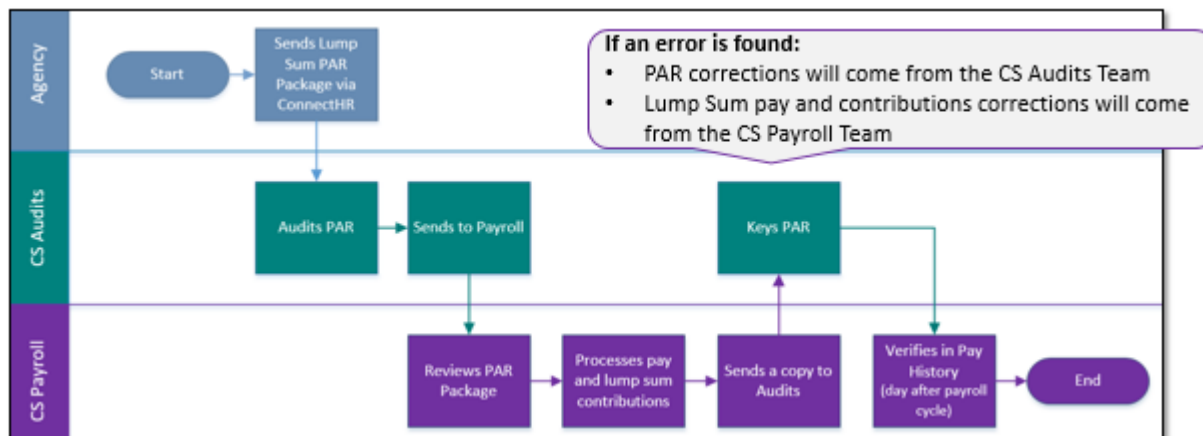 Agency
Start
Sends Lump
Sum PAR
Package via
ConnectHR
If an error is found:
• PAR corrections will come from the CS Audits Team
• Lump Sum pay and contributions corrections will come
from the CS Payroll Team
CS Audits
Audits PAR
Sends to Payroll
Keys PAR
CS Payroll
Reviews PAR
Package
Processes pay
and lump sum
contributions
Sends a copy to
Audits
Verifies in Pay
History
(day after payroll
cycle)
End